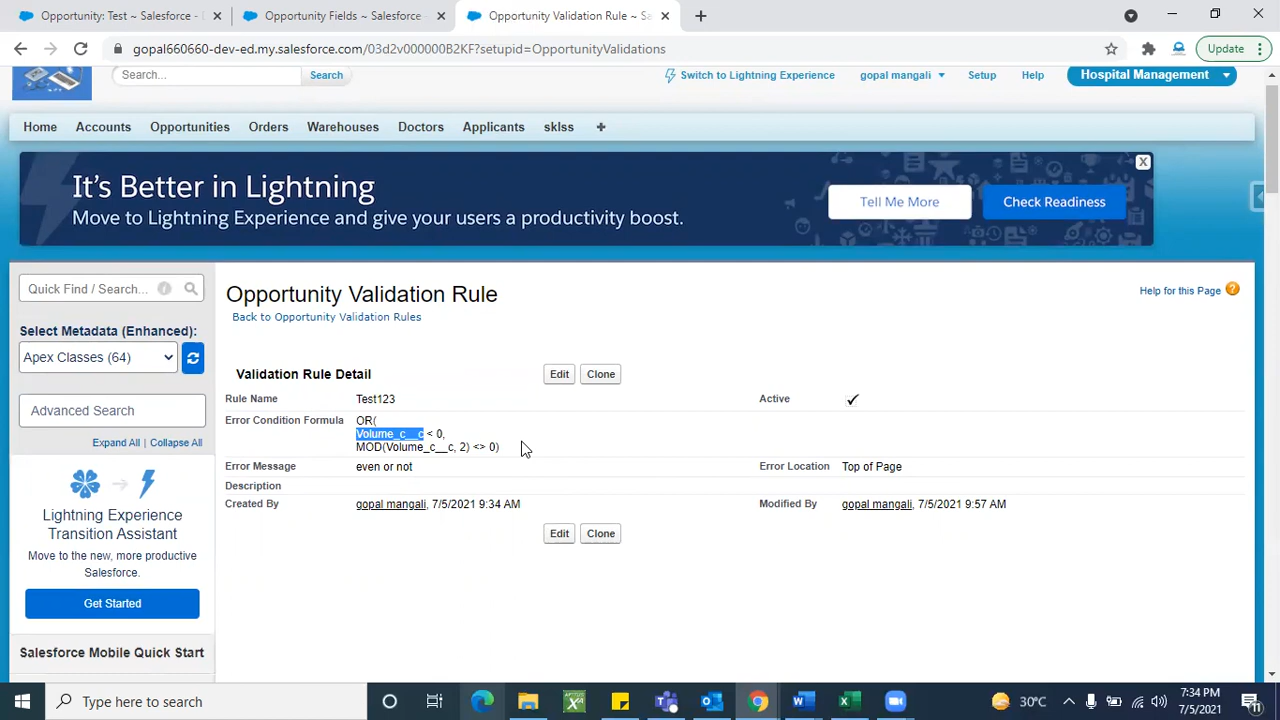 Opportunity: Test ~ Salesforce - D
Opportunity Fields ~ Salesforce -
Opportunity Validation Rule ~ Sa
gopal660660-dev-ed.my.salesforce.com/03d2v000000B2KF?setupid=OpportunityValidations
Update
Search...
Search
Switch to Lightning Experience
gopal mangali
Setup
Help
Hospital Management
Home
Accounts
Opportunities
Orders
Warehouses
Doctors
Applicants
sklss
It's Better in Lightning
Move to Lightning Experience and give your users a productivity boost.
Tell Me More
Check Readiness
X
Quick Find / Search...
Select Metadata (Enhanced):
Apex Classes (64)
Advanced Search
Expand All | Collapse All
Lightning Experience
Transition Assistant
Move to the new, more productive
Salesforce.
Get Started
Salesforce Mobile Quick Start
Opportunity Validation Rule
Back to Opportunity Validation Rules
Help for this Page
Validation Rule Detail
Edit
Clone
Rule Name
Test123
Active
Error Condition Formula
OR(
Volume_c__c < 0,
MOD(Volume_c__c, 2) <> 0)
Error Message
even or not
Error Location
Top of Page
Description
Created By
gopal mangali, 7/5/2021 9:34 AM
Modified By
gopal mangali, 7/5/2021 9:57 AM
Edit
Clone
Type here to search
30°C
7:34 PM
7/5/2021